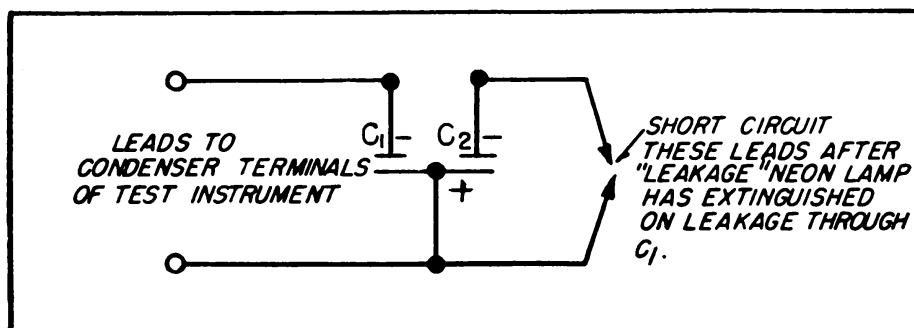 C1 - C2 -
+
LEADS TO
CONDENSER TERMINALS
OF TEST INSTRUMENT
SHORT CIRCUIT
THESE LEADS AFTER
"LEAKAGE" NEON LAMP
HAS EXTINGUISHED
ON LEAKAGE THROUGH
C1.